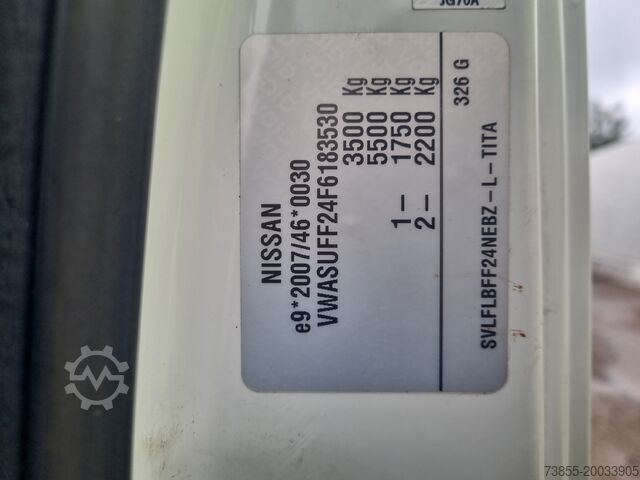 JG70A
NISSAN
e9*2007/46*0030
VWASUFF24F6183530
3500 Kg
5500 Kg
1- 1750 Kg
2- 2200 Kg
SVLFLBFF24NEBZ-L-TITA 326 G
73855-20033905